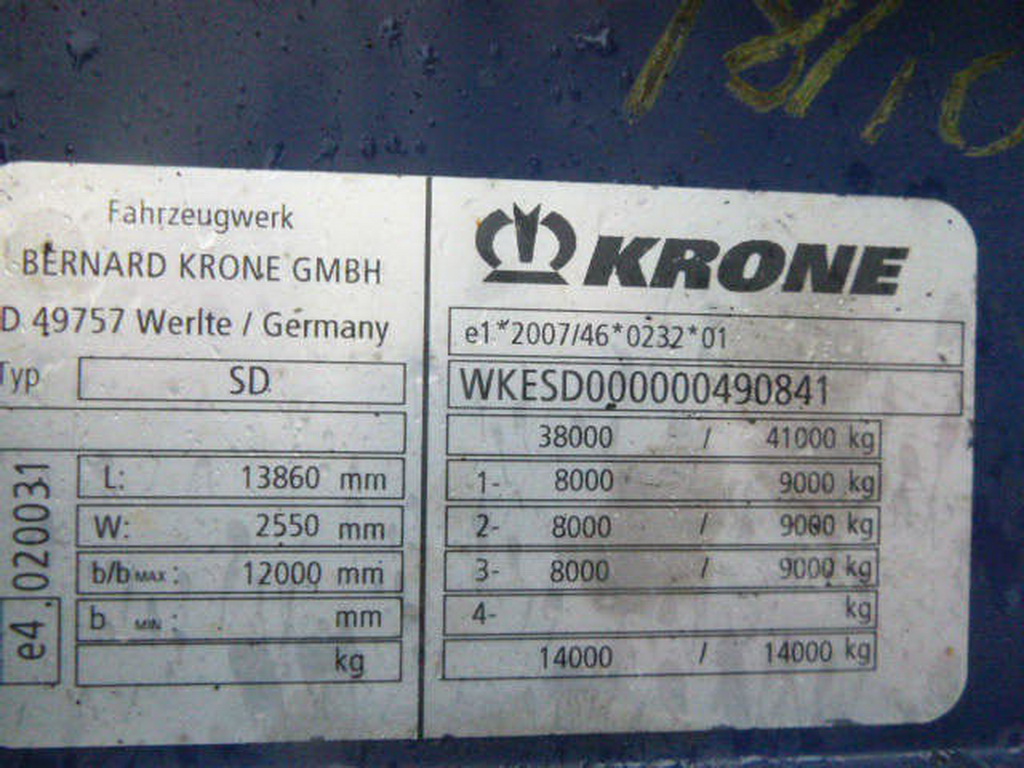 Fahrzeugwerk
BERNARD KRONE GMBH
D 49757 Werlte / Germany
Typ SD
L: 13860 mm
W: 2550 mm
b/b MAX : 12000 mm
b MIN : mm
kg
e4 020031
KRONE
e1*2007/46*0232*01
WKESD000000490841
38000 / 41000 kg
1- 8000 9000 kg
2- 8000 / 9000 kg
3- 8000 / 9000 kg
4- kg
14000 / 14000 kg